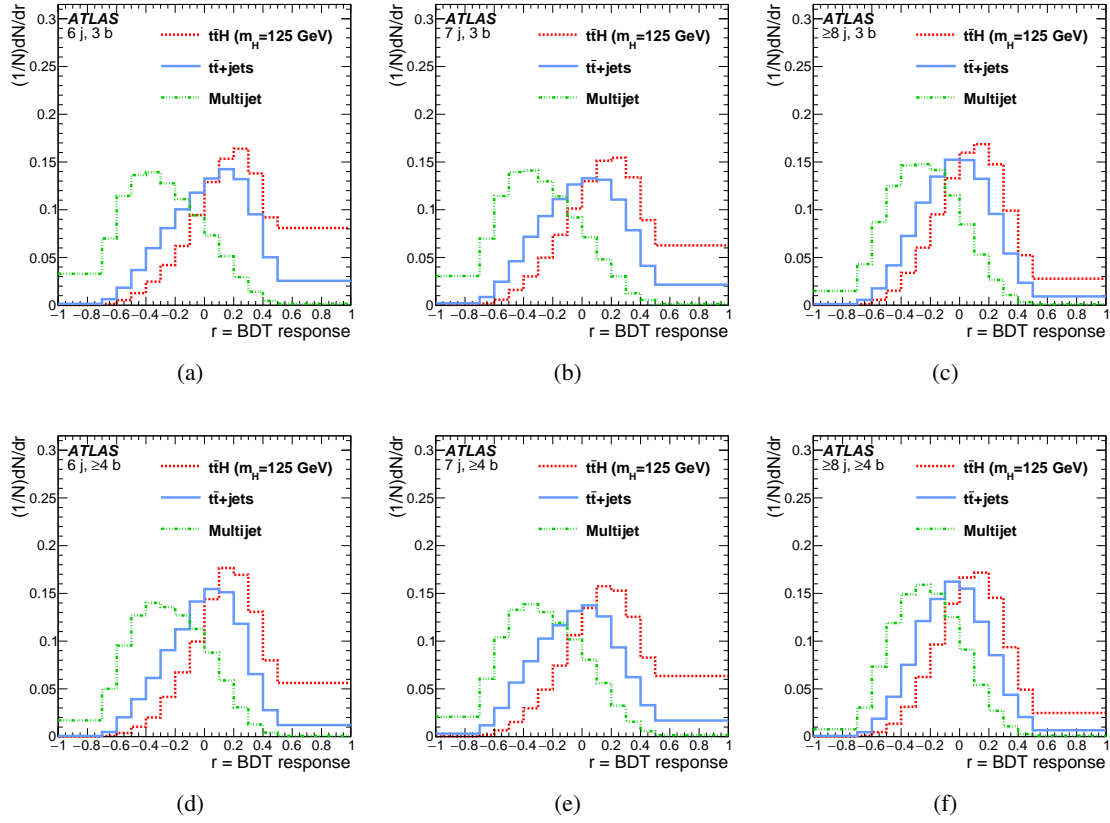 (1/N)dN/dr
0.3
0.25
0.2
0.15
0.1
0.05
0
ATLAS
6 j, 3 b
tt̄H (m_H=125 GeV)
tt̄+jets
Multijet
−1 −0.8 −0.6 −0.4 −0.2 0 0.2 0.4 0.6 0.8 1
r = BDT response
(a)
(1/N)dN/dr
0.3
0.25
0.2
0.15
0.1
0.05
0
ATLAS
7 j, 3 b
tt̄H (m_H=125 GeV)
tt̄+jets
Multijet
−1 −0.8 −0.6 −0.4 −0.2 0 0.2 0.4 0.6 0.8 1
r = BDT response
(b)
(1/N)dN/dr
0.3
0.25
0.2
0.15
0.1
0.05
0
ATLAS
≥8 j, 3 b
tt̄H (m_H=125 GeV)
tt̄+jets
Multijet
−1 −0.8 −0.6 −0.4 −0.2 0 0.2 0.4 0.6 0.8 1
r = BDT response
(c)
(1/N)dN/dr
0.3
0.25
0.2
0.15
0.1
0.05
0
ATLAS
6 j, ≥4 b
tt̄H (m_H=125 GeV)
tt̄+jets
Multijet
−1 −0.8 −0.6 −0.4 −0.2 0 0.2 0.4 0.6 0.8 1
r = BDT response
(d)
(1/N)dN/dr
0.3
0.25
0.2
0.15
0.1
0.05
0
ATLAS
7 j, ≥4 b
tt̄H (m_H=125 GeV)
tt̄+jets
Multijet
−1 −0.8 −0.6 −0.4 −0.2 0 0.2 0.4 0.6 0.8 1
r = BDT response
(e)
(1/N)dN/dr
0.3
0.25
0.2
0.15
0.1
0.05
0
ATLAS
≥8 j, ≥4 b
tt̄H (m_H=125 GeV)
tt̄+jets
Multijet
−1 −0.8 −0.6 −0.4 −0.2 0 0.2 0.4 0.6 0.8 1
r = BDT response
(f)